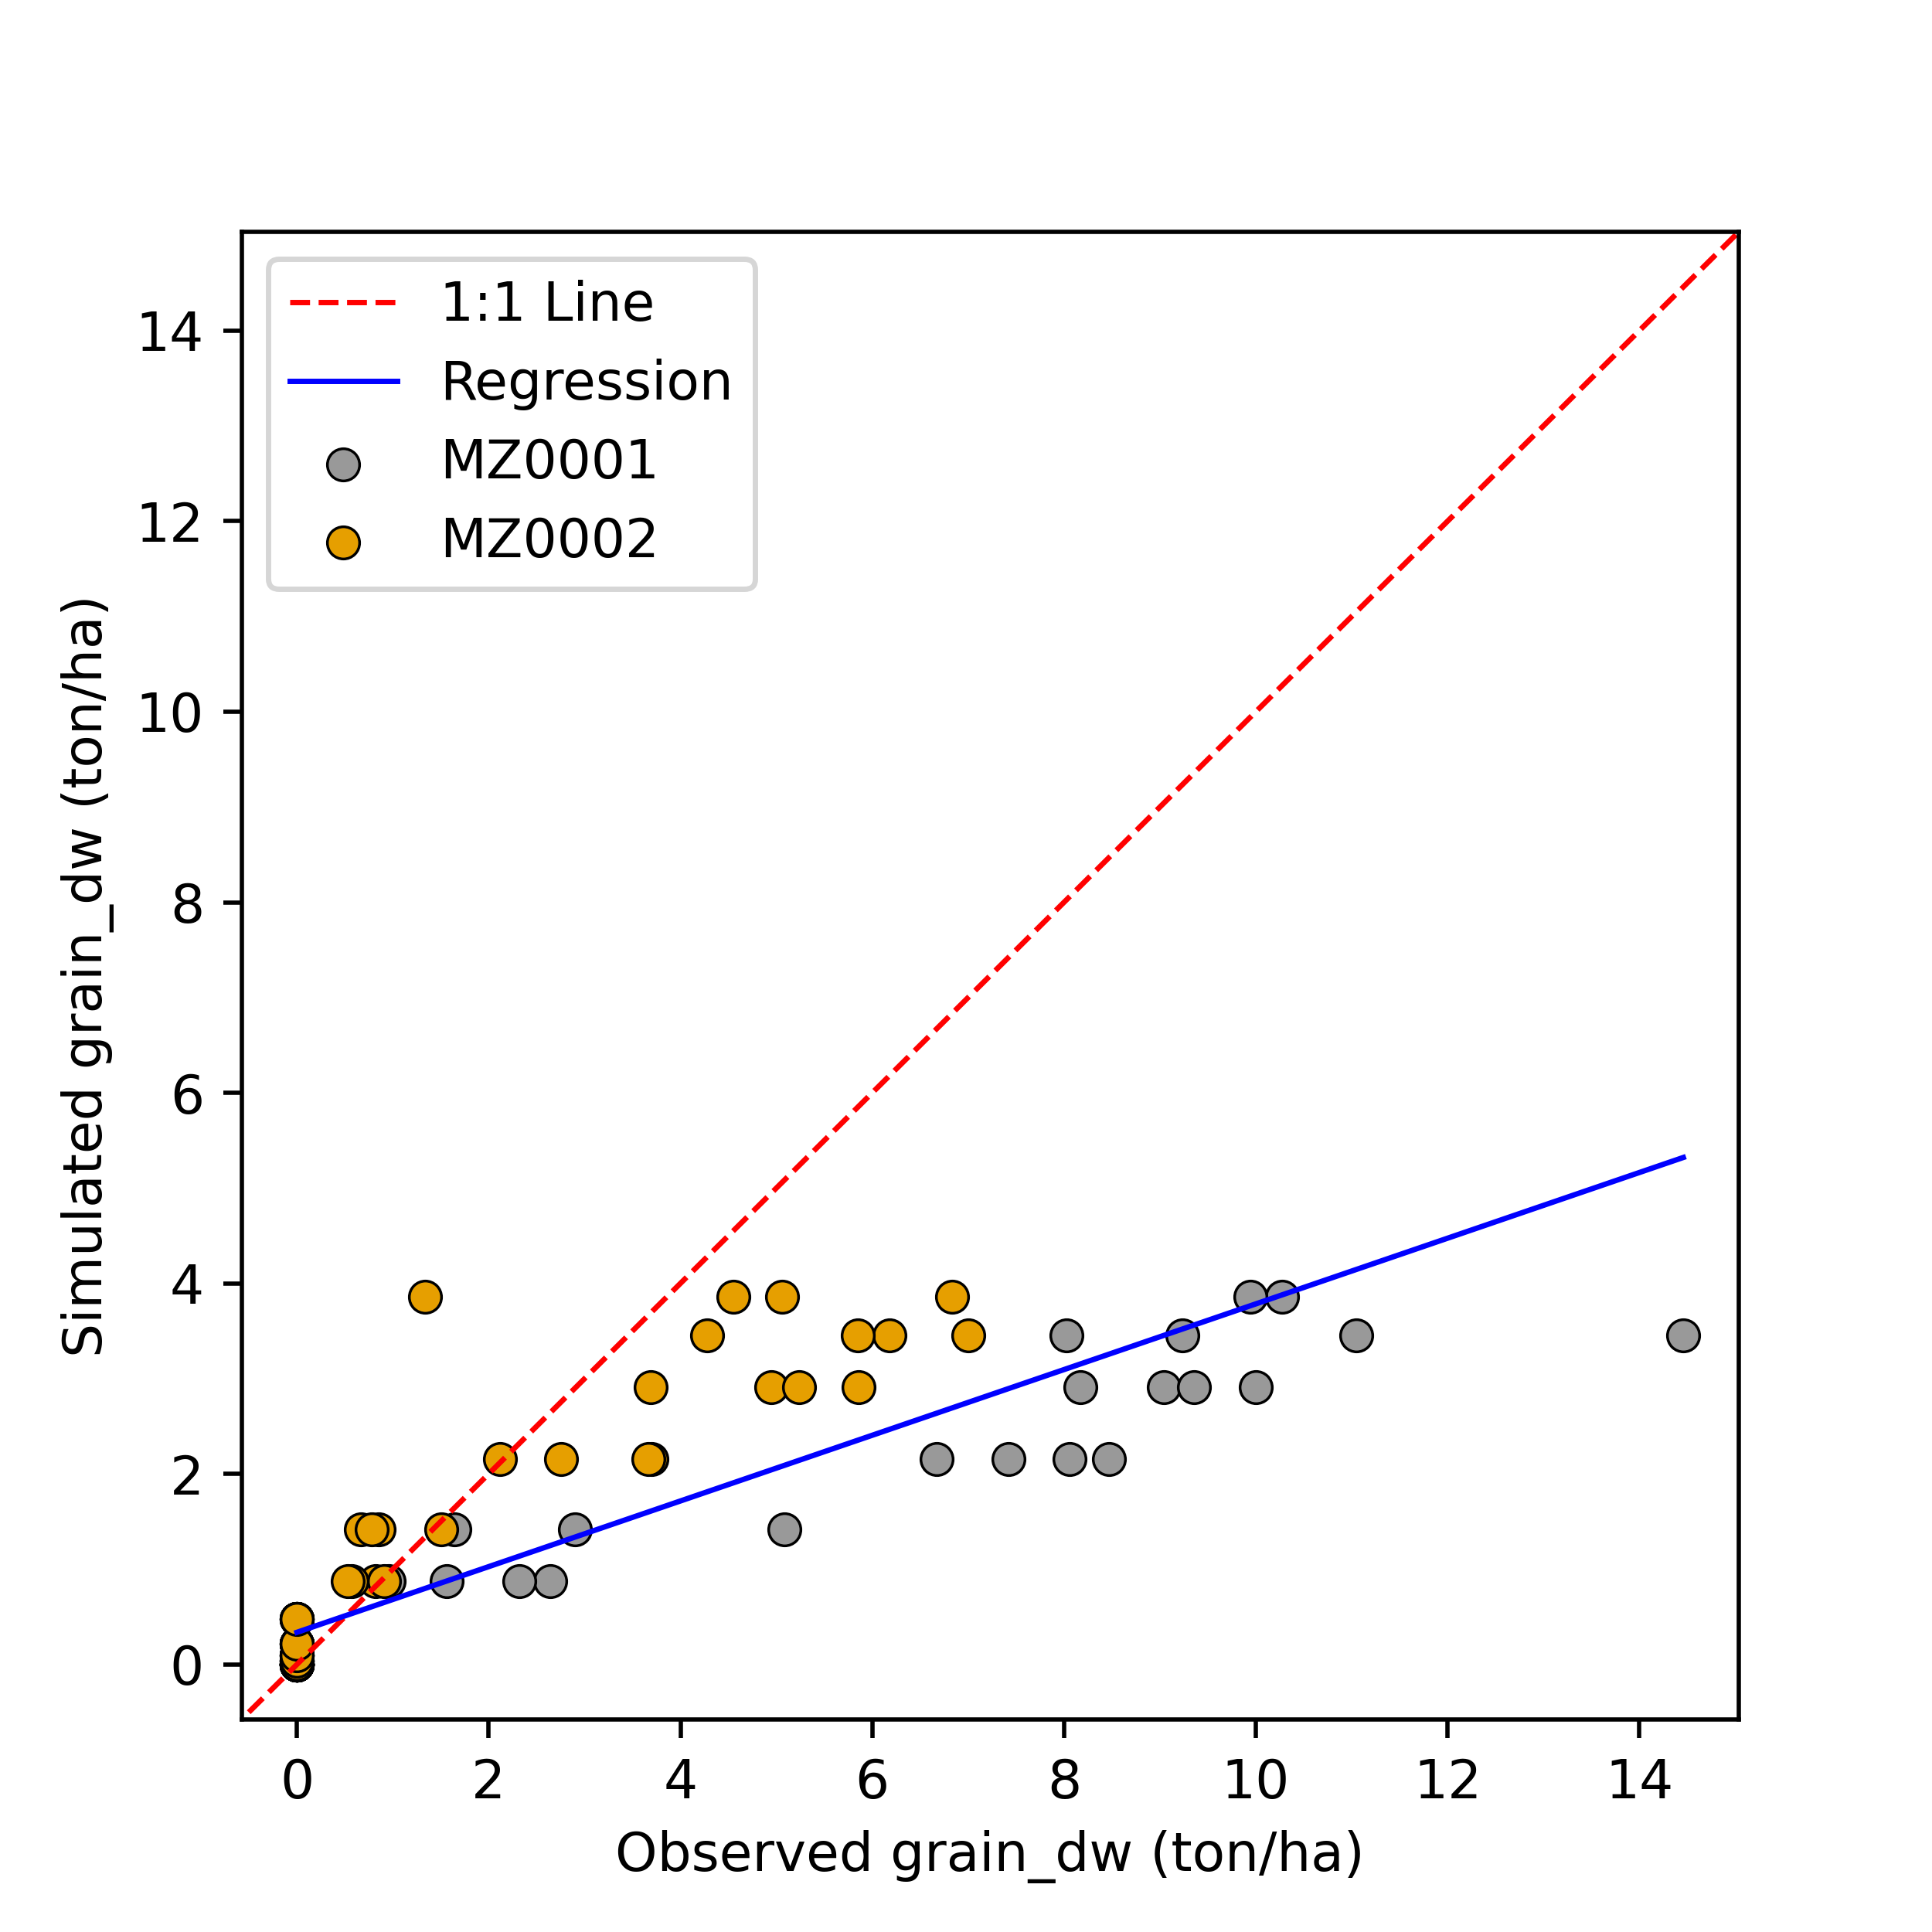 1:1 Line
Regression
MZ0001
MZ0002
14
12
10
8
6
4
2
0
Simulated grain_dw (ton/ha)
0 2 4 6 8 10 12 14
Observed grain_dw (ton/ha)